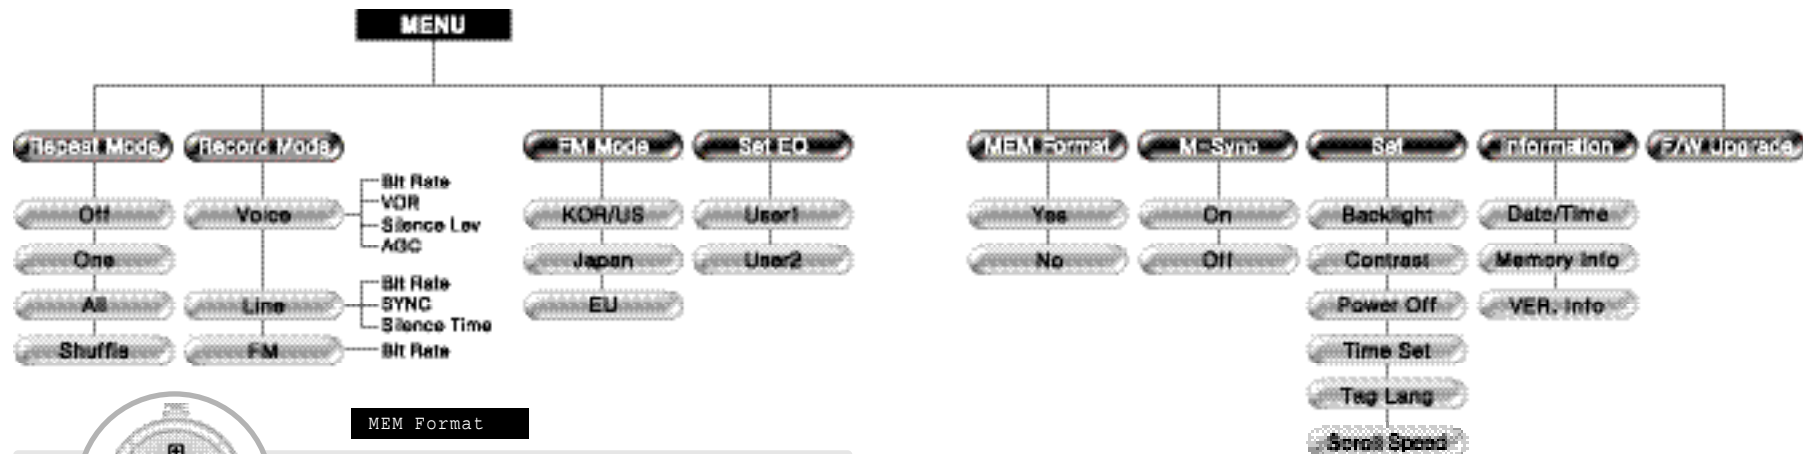 MENU
Repeat Mode Record Mode FM Mode Set EQ MEM Format M-Sync Set Information F/W Upgrade
Bit Rate
Off Voice VOR KOR/US User1 Yes On Backlight Date/Time
Silence Lev
AGC
One Japan User2 No Off Contrast Memory Info
Bit Rate
All Line SYNC EU Power Off VER. Info
Silence Time
Shuffle FM Bit Rate Time Set
Tag Lang
MEM Format
Scroll Speed